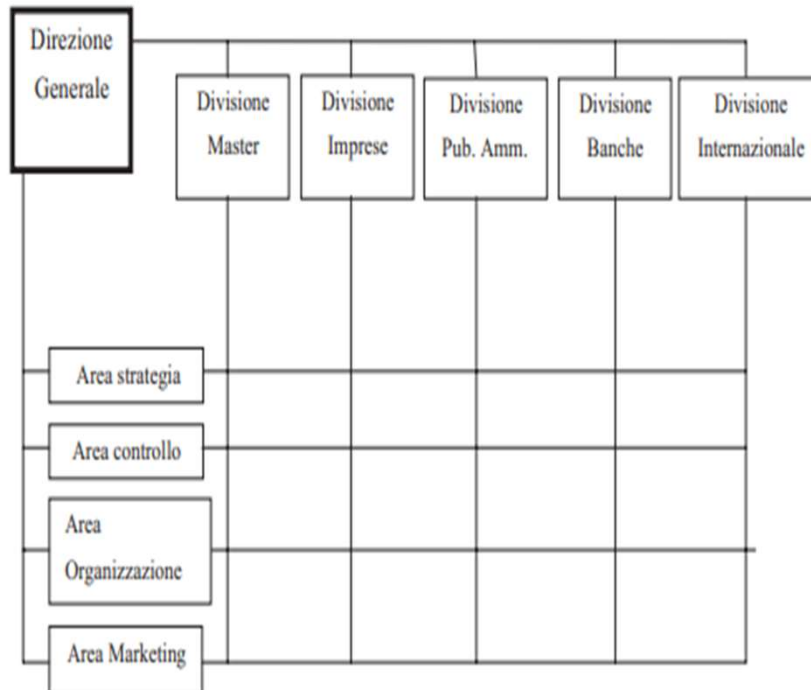 Direzione
Generale
Divisione
Master
Divisione
Imprese
Divisione
Pub. Amm.
Divisione
Banche
Divisione
Internazionale
Area strategia
Area controllo
Area
Organizzazione
Area Marketing